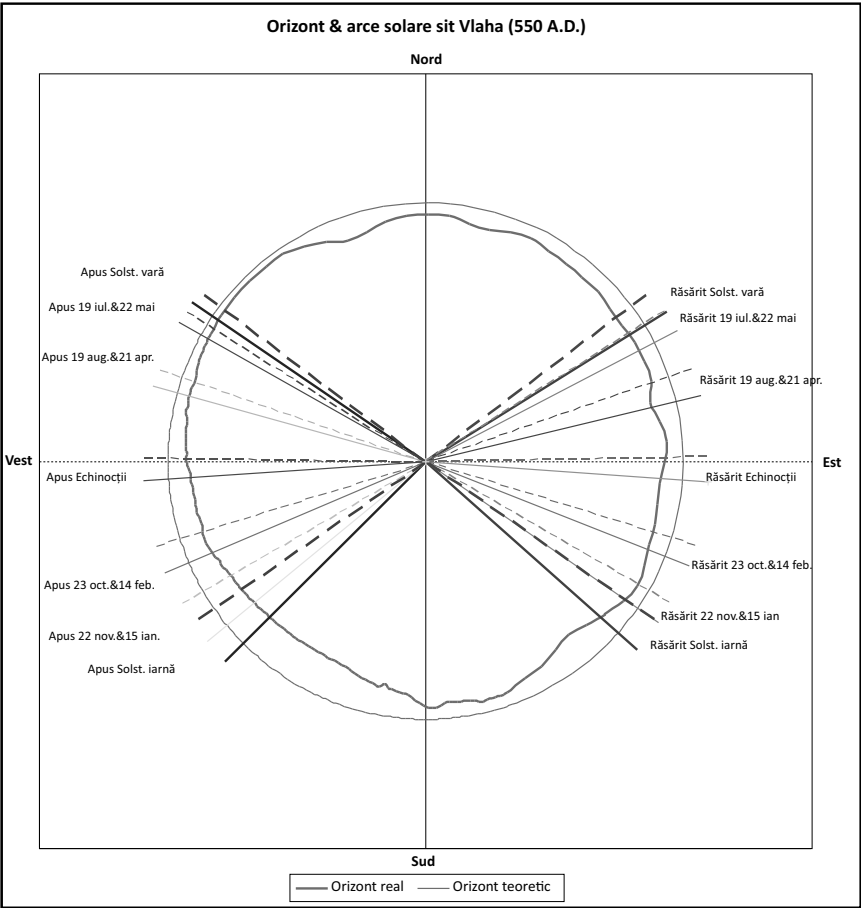 Orizont & arce solare sit Vlaha (550 A.D.)
Nord
Apus Solst. vară
Răsărit Solst. vară
Apus 19 iul.&22 mai
Răsărit 19 iul.&22 mai
Apus 19 aug.&21 apr.
Răsărit 19 aug.&21 apr.
Vest
Est
Apus Echinocții
Răsărit Echinocții
Apus 23 oct.&14 feb.
Răsărit 23 oct.&14 feb.
Apus 22 nov.&15 ian.
Răsărit 22 nov.&15 ian
Apus Solst. iarnă
Răsărit Solst. iarnă
Sud
Orizont real
Orizont teoretic